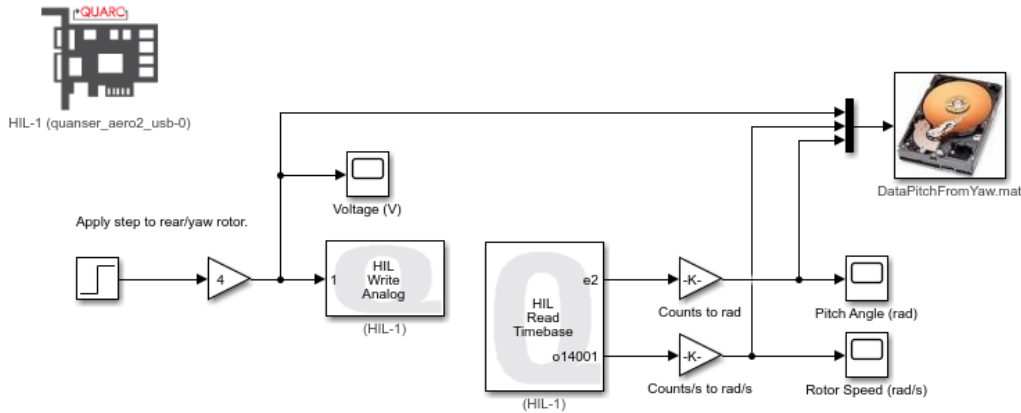 QUARC
HIL-1 (quanser_aero2_usb-0)
DataPitchFromYaw.mat
Voltage (V)
Apply step to rear/yaw rotor.
4
1
HIL
Write
Analog
(HIL-1)
HIL
Read
Timebase
e2
o14001
(HIL-1)
-K-
Counts to rad
-K-
Counts/s to rad/s
Pitch Angle (rad)
Rotor Speed (rad/s)